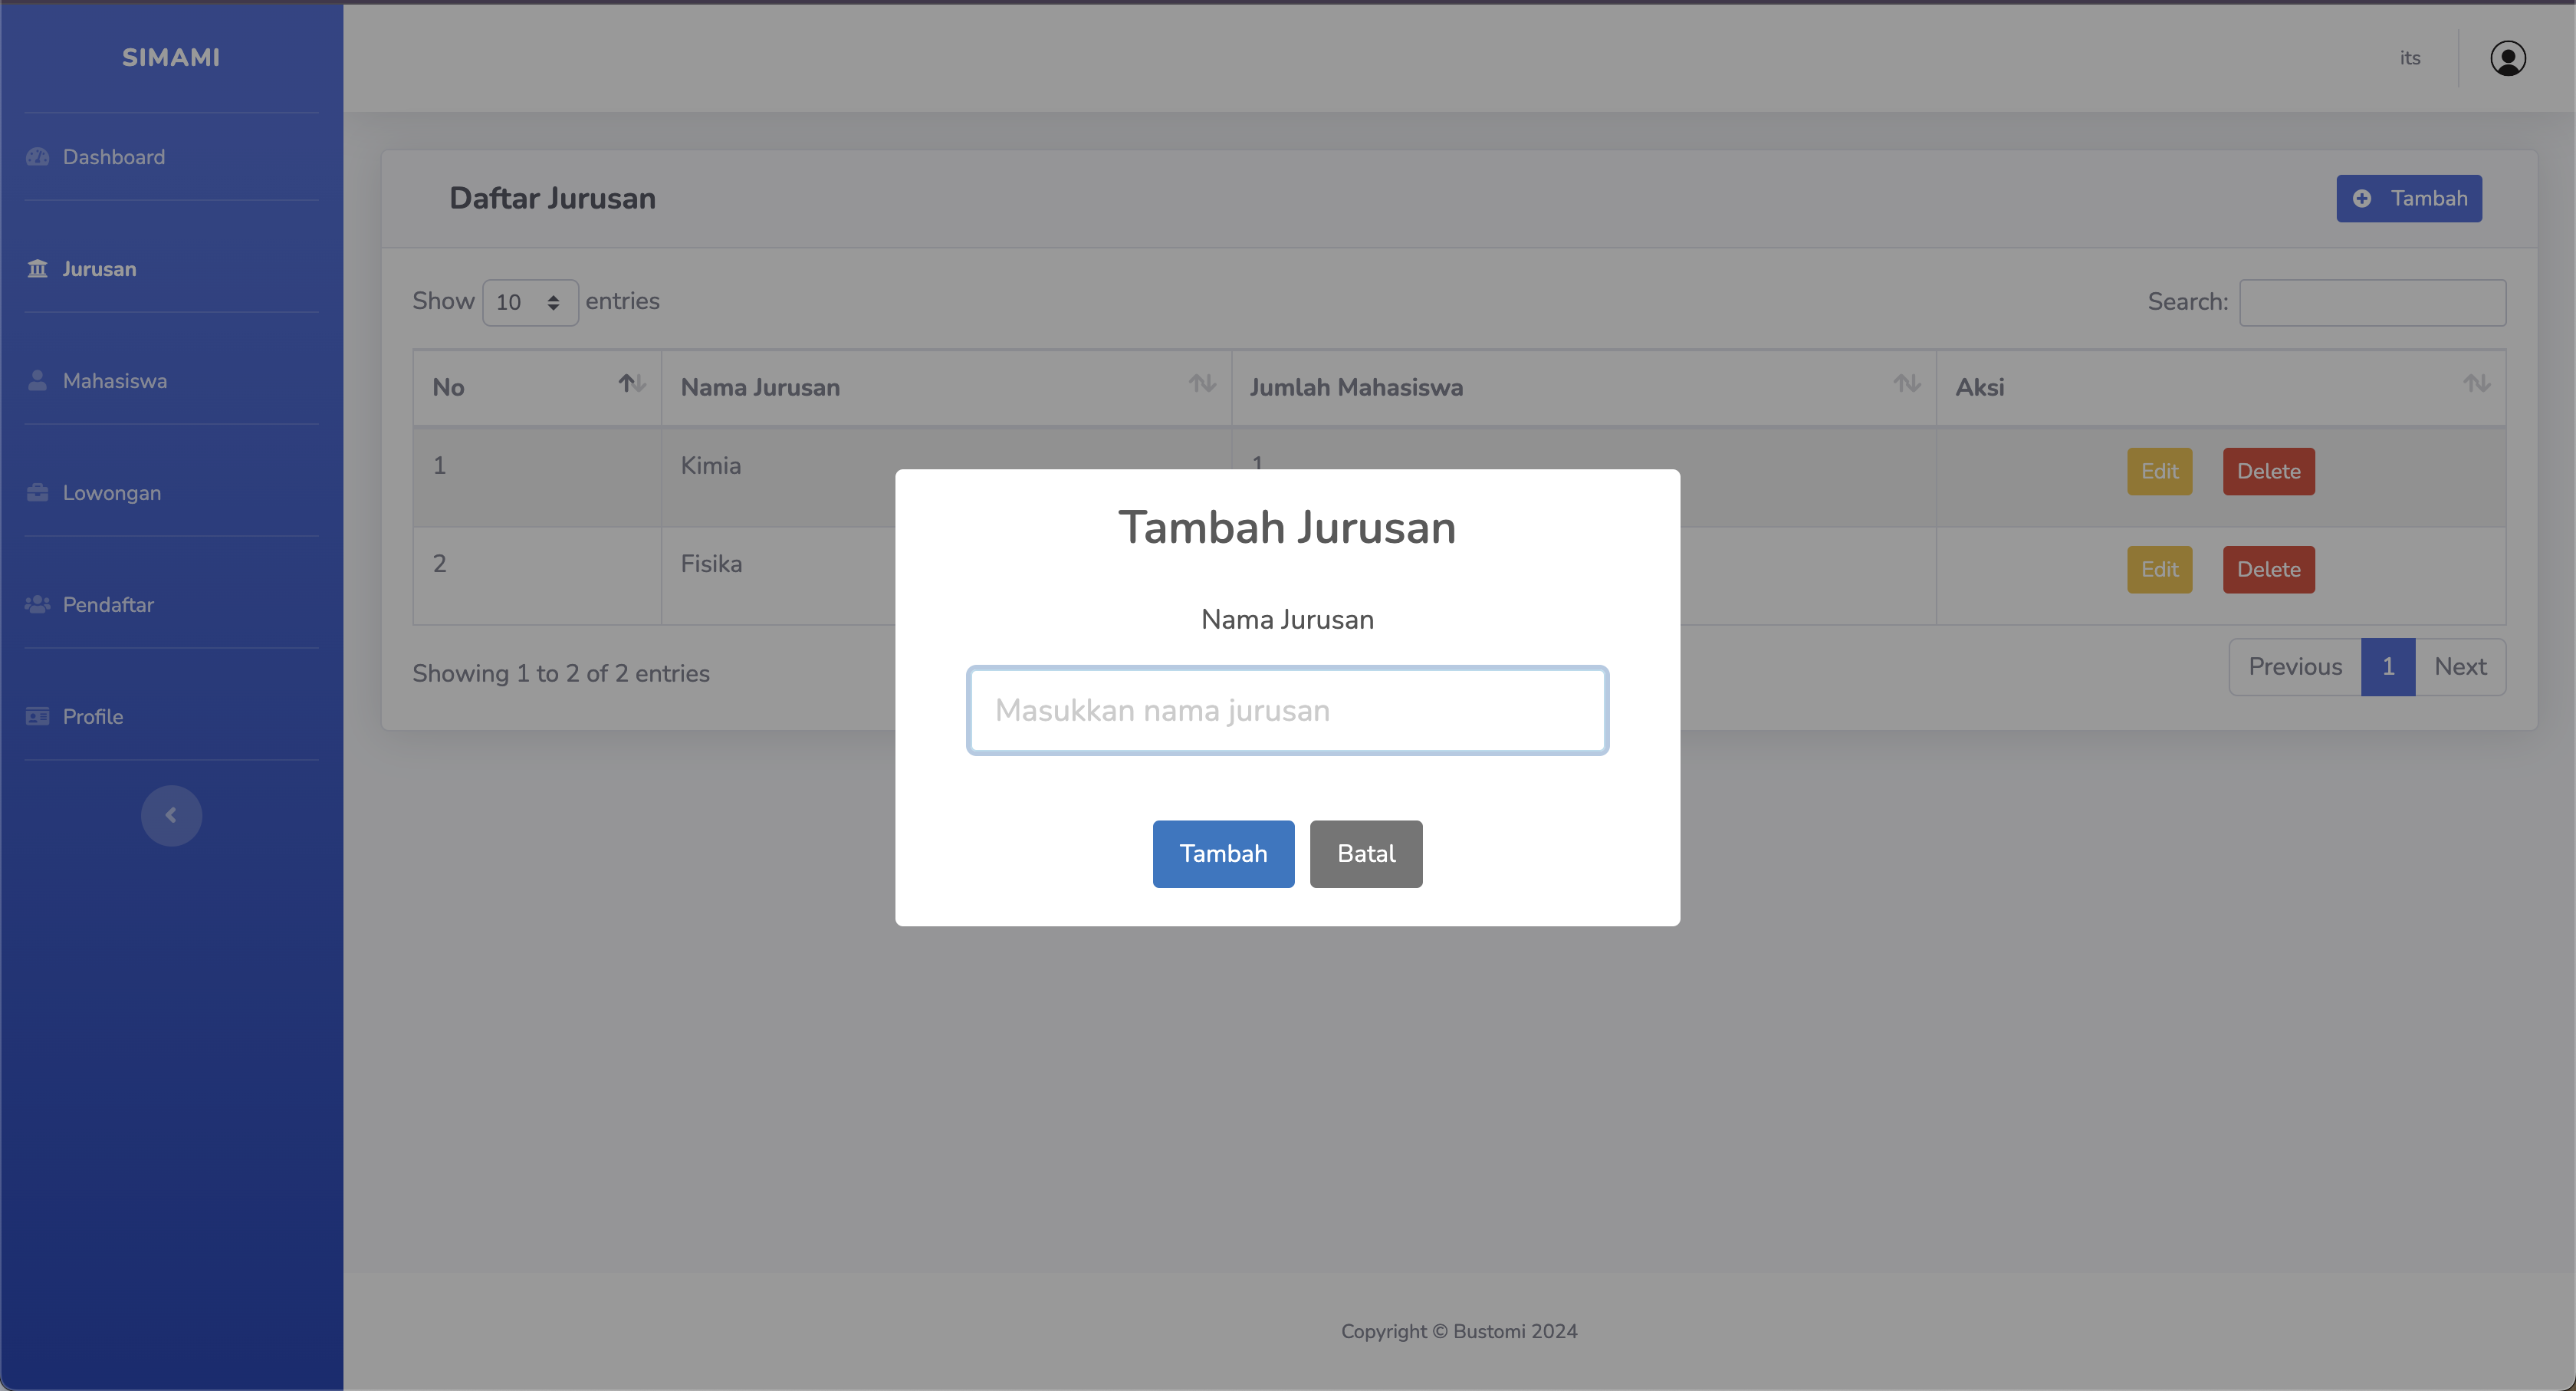 SIMAMI
Dashboard
Jurusan
Mahasiswa
Lowongan
Pendaftar
Profile
its
Daftar Jurusan
Tambah
Show 10 entries
Search:
No Nama Jurusan Jumlah Mahasiswa Aksi
1 Kimia 1 Edit Delete
2 Fisika Edit Delete
Showing 1 to 2 of 2 entries
Previous 1 Next
Tambah Jurusan
Nama Jurusan
Masukkan nama jurusan
Tambah Batal
Copyright © Bustomi 2024